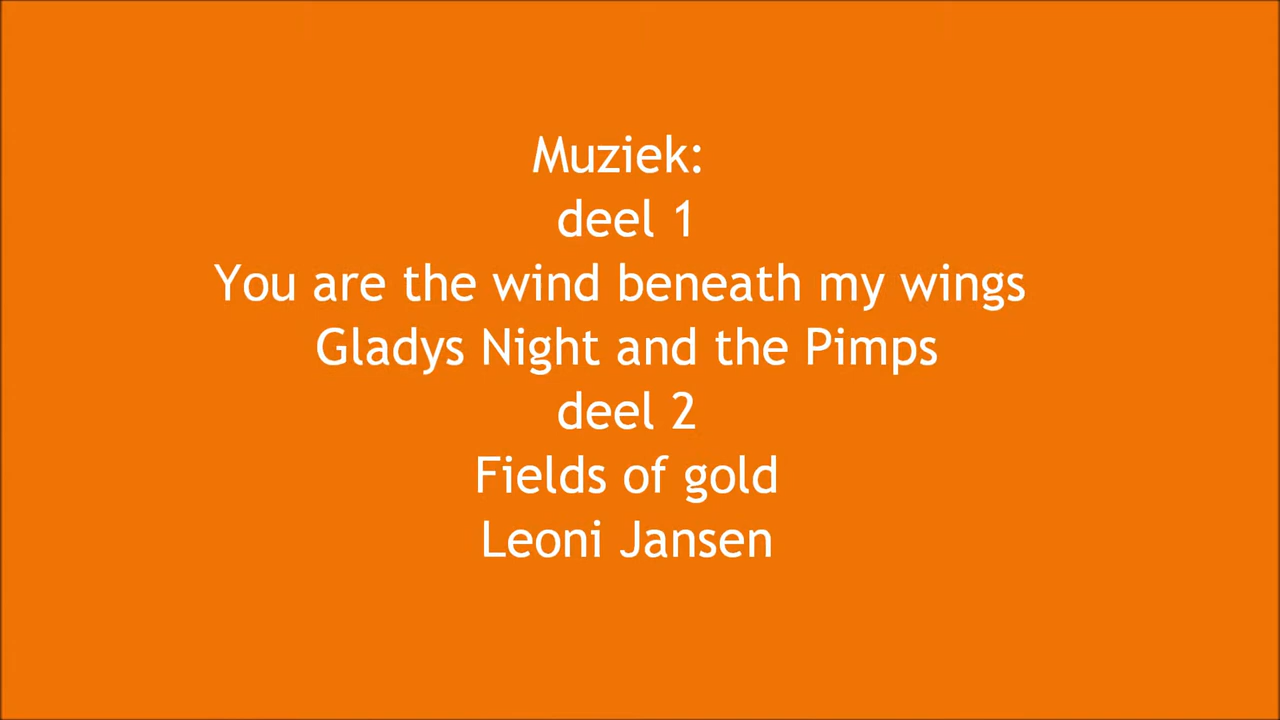 Muziek:
deel 1
You are the wind beneath my wings
Gladys Night and the Pimps
deel 2
Fields of gold
Leoni Jansen